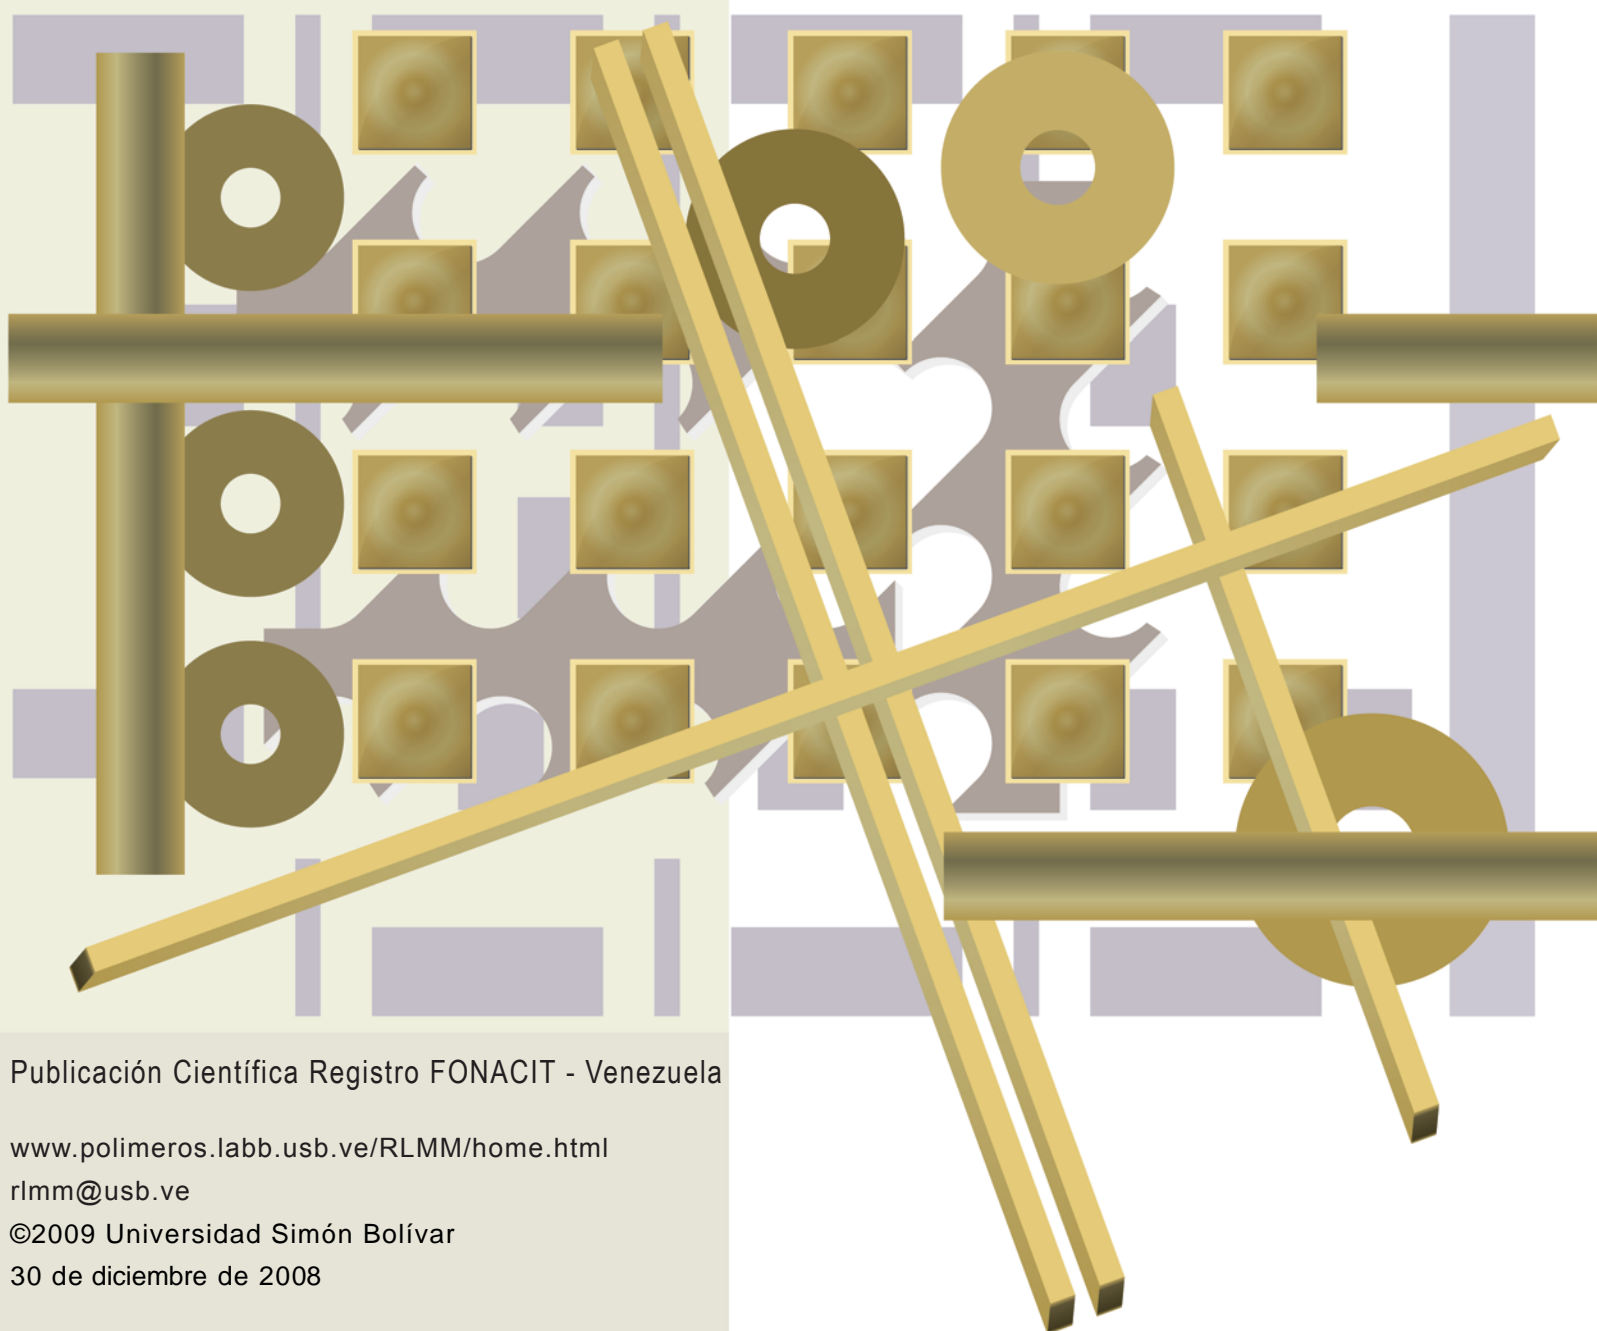 Publicación Científica Registro FONACIT - Venezuela
www.polimeros.labb.usb.ve/RLMM/home.html
rlmm@usb.ve
©2009 Universidad Simón Bolívar
30 de diciembre de 2008